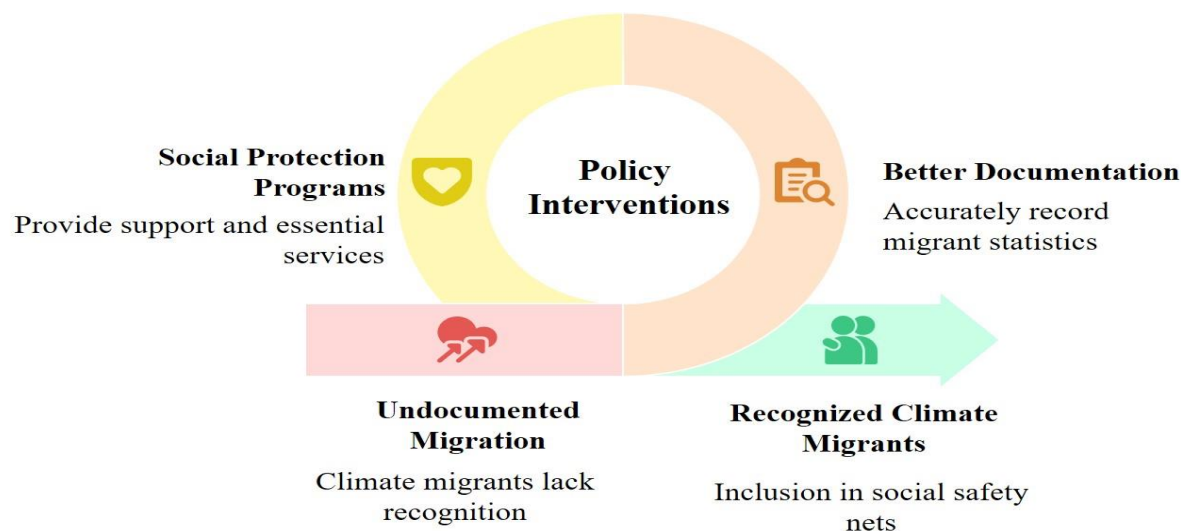 Social Protection
Programs
Provide support and essential
services
Policy
Interventions
Better Documentation
Accurately record
migrant statistics
Undocumented
Migration
Climate migrants lack
recognition
Recognized Climate
Migrants
Inclusion in social safety
nets